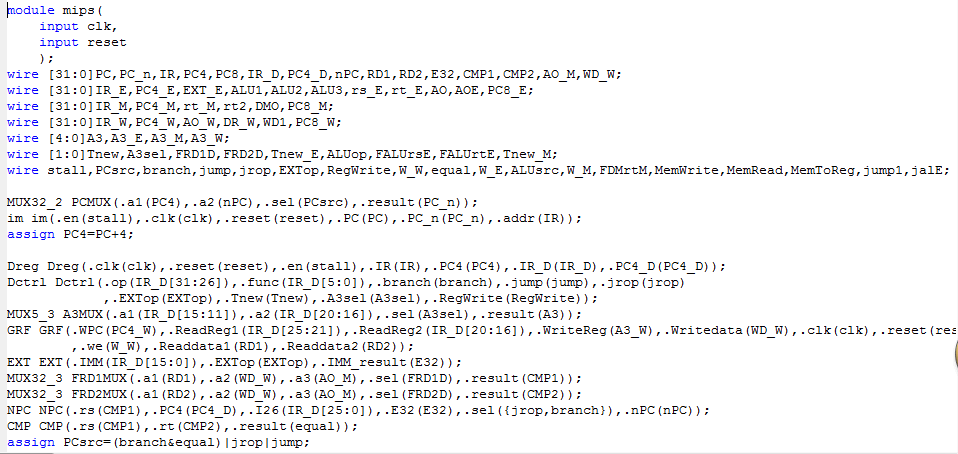 module mips(
    input clk,
    input reset
    );
wire [31:0]PC,PC_n,IR,PC4,PC8,IR_D,PC4_D,nPC,RD1,RD2,E32,CMP1,CMP2,AO_M,WD_W;
wire [31:0]IR_E,PC4_E,EXT_E,ALU1,ALU2,ALU3,rs_E,rt_E,AO,AOE,PC8_E;
wire [31:0]IR_M,PC4_M,rt_M,rt2,DMO,PC8_M;
wire [31:0]IR_W,PC4_W,AO_W,DR_W,WD1,PC8_W;
wire [4:0]A3,A3_E,A3_M,A3_W;
wire [1:0]Tnew,A3sel,FRD1D,FRD2D,Tnew_E,ALUop,FALUrsE,FALUrtE,Tnew_M;
wire stall,PCsrc,branch,jump,jrop,EXTop,RegWrite,W_W,equal,W_E,ALUsrc,W_M,FDMrtM,MemWrite,MemRead,MemToReg,jump1,jalE;

MUX32_2 PCMUX(.a1(PC4),.a2(nPC),.sel(PCsrc),.result(PC_n));
im im(.en(stall),.clk(clk),.reset(reset),.PC(PC),.PC_n(PC_n),.addr(IR));
assign PC4=PC+4;

Dreg Dreg(.clk(clk),.reset(reset),.en(stall),.IR(IR),.PC4(PC4),.IR_D(IR_D),.PC4_D(PC4_D));
Dctrl Dctrl(.op(IR_D[31:26]),.func(IR_D[5:0]),.branch(branch),.jump(jump),.jrop(jrop)
            ,.EXTop(EXTop),.Tnew(Tnew),.A3sel(A3sel),.RegWrite(RegWrite));
MUX5_3 A3MUX(.a1(IR_D[15:11]),.a2(IR_D[20:16]),.sel(A3sel),.result(A3));
GRF GRF(.WPC(PC4_W),.ReadReg1(IR_D[25:21]),.ReadReg2(IR_D[20:16]),.WriteReg(A3_W),.Writedata(WD_W),.clk(clk),.reset(res
        ,.we(W_W),.Readdata1(RD1),.Readdata2(RD2));
EXT EXT(.IMM(IR_D[15:0]),.EXTop(EXTop),.IMM_result(E32));
MUX32_3 FRD1MUX(.a1(RD1),.a2(WD_W),.a3(AO_M),.sel(FRD1D),.result(CMP1));
MUX32_3 FRD2MUX(.a1(RD2),.a2(WD_W),.a3(AO_M),.sel(FRD2D),.result(CMP2));
NPC NPC(.rs(CMP1),.PC4(PC4_D),.I26(IR_D[25:0]),.E32(E32),.sel({jrop,branch}),.nPC(nPC));
CMP CMP(.rs(CMP1),.rt(CMP2),.result(equal));
assign PCsrc=(branch&equal)|jrop|jump;